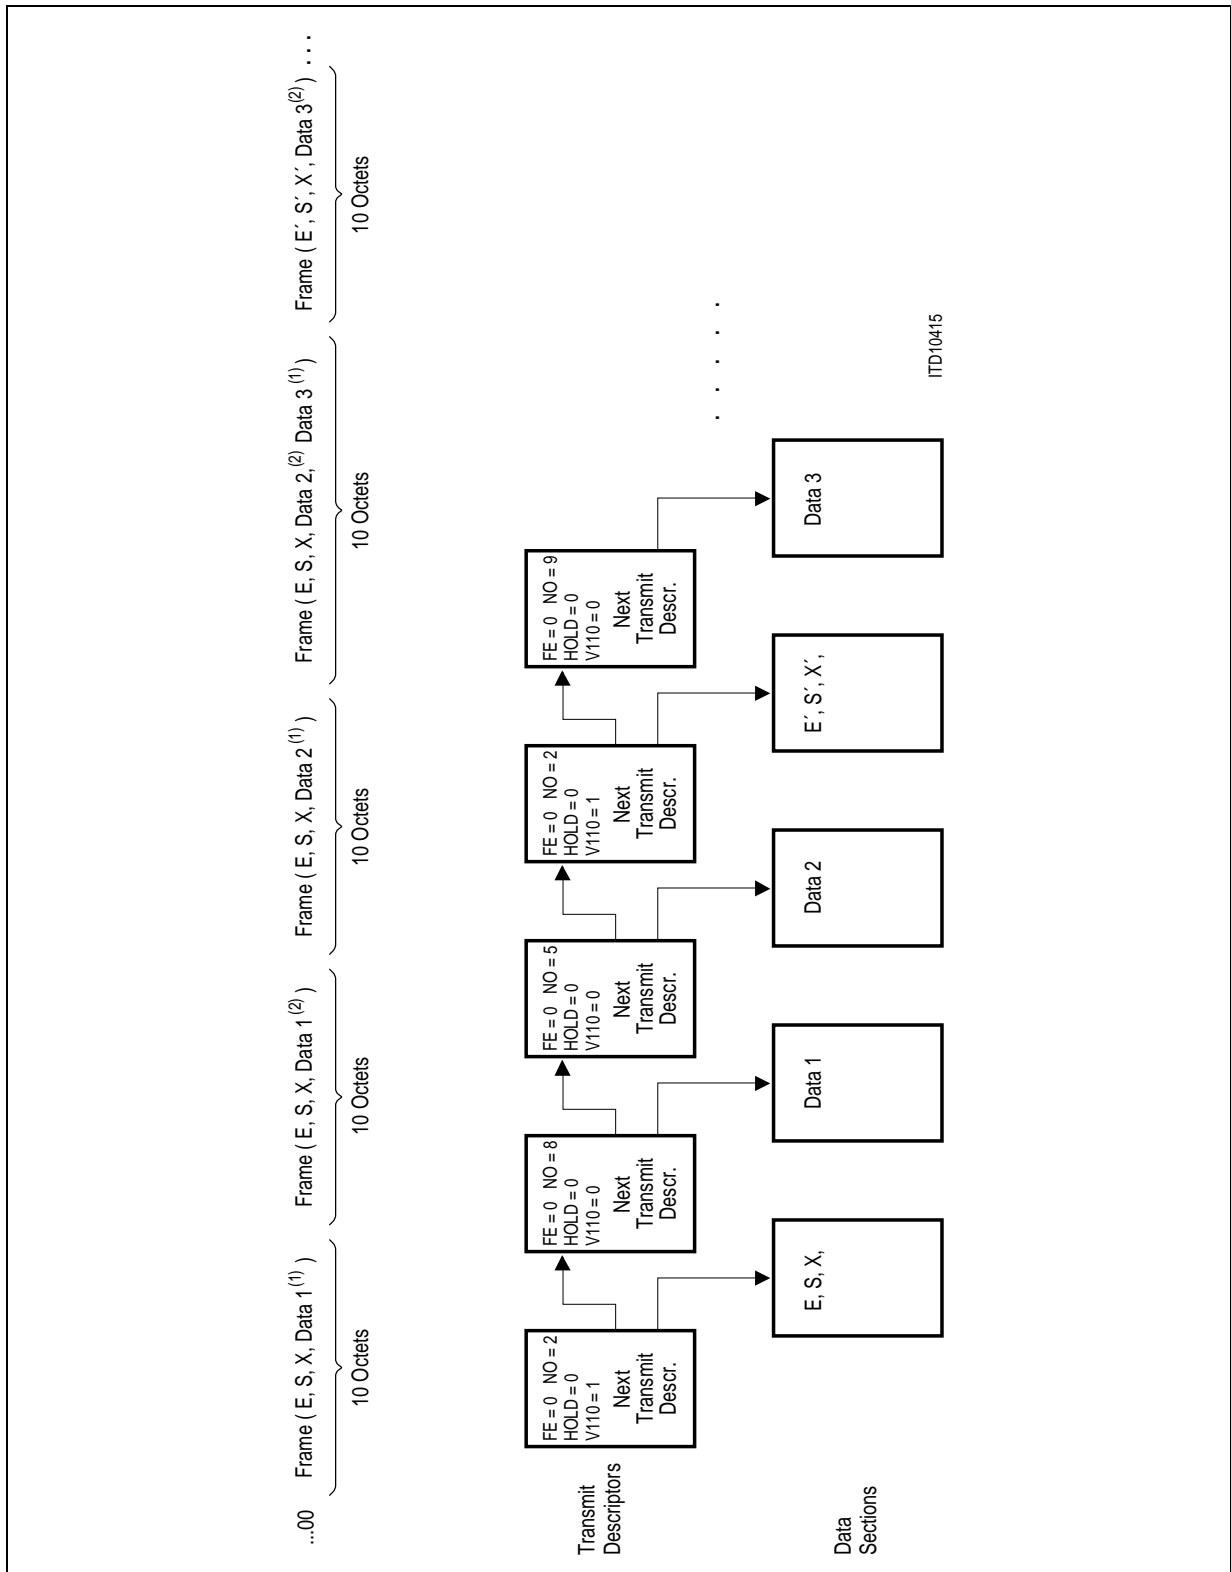 ...00 Frame ( E, S, X, Data 1 (1) ) Frame ( E, S, X, Data 1 (2) ) Frame ( E, S, X, Data 2 (1) ) Frame ( E, S, X, Data 2, (2) Data 3 (1) ) Frame ( E´, S´, X´, Data 3 (2) ) . . .
10 Octets 10 Octets 10 Octets 10 Octets 10 Octets
Transmit
Descriptors
FE = 0 NO = 2
HOLD = 0
V110 = 1
Next
Transmit
Descr.
FE = 0 NO = 8
HOLD = 0
V110 = 0
Next
Transmit
Descr.
FE = 0 NO = 5
HOLD = 0
V110 = 0
Next
Transmit
Descr.
FE = 0 NO = 2
HOLD = 0
V110 = 1
Next
Transmit
Descr.
FE = 0 NO = 9
HOLD = 0
V110 = 0
Next
Transmit
Descr.
. . . . .
Data
Sections
E, S, X,
Data 1
Data 2
E´, S´, X´,
Data 3
ITD10415